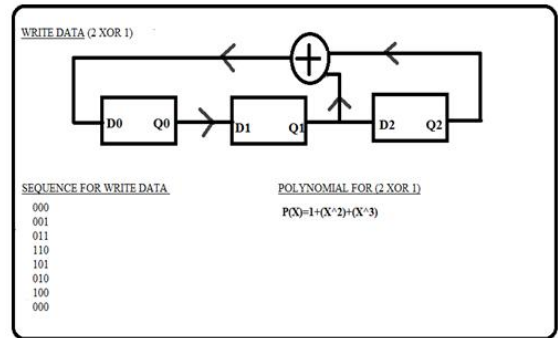 WRITE DATA (2 XOR 1)
D0 Q0 D1 Q1 D2 Q2
SEQUENCE FOR WRITE DATA
000
001
011
110
101
010
100
000
POLYNOMIAL FOR (2 XOR 1)
P(X)=1+(X^2)+(X^3)